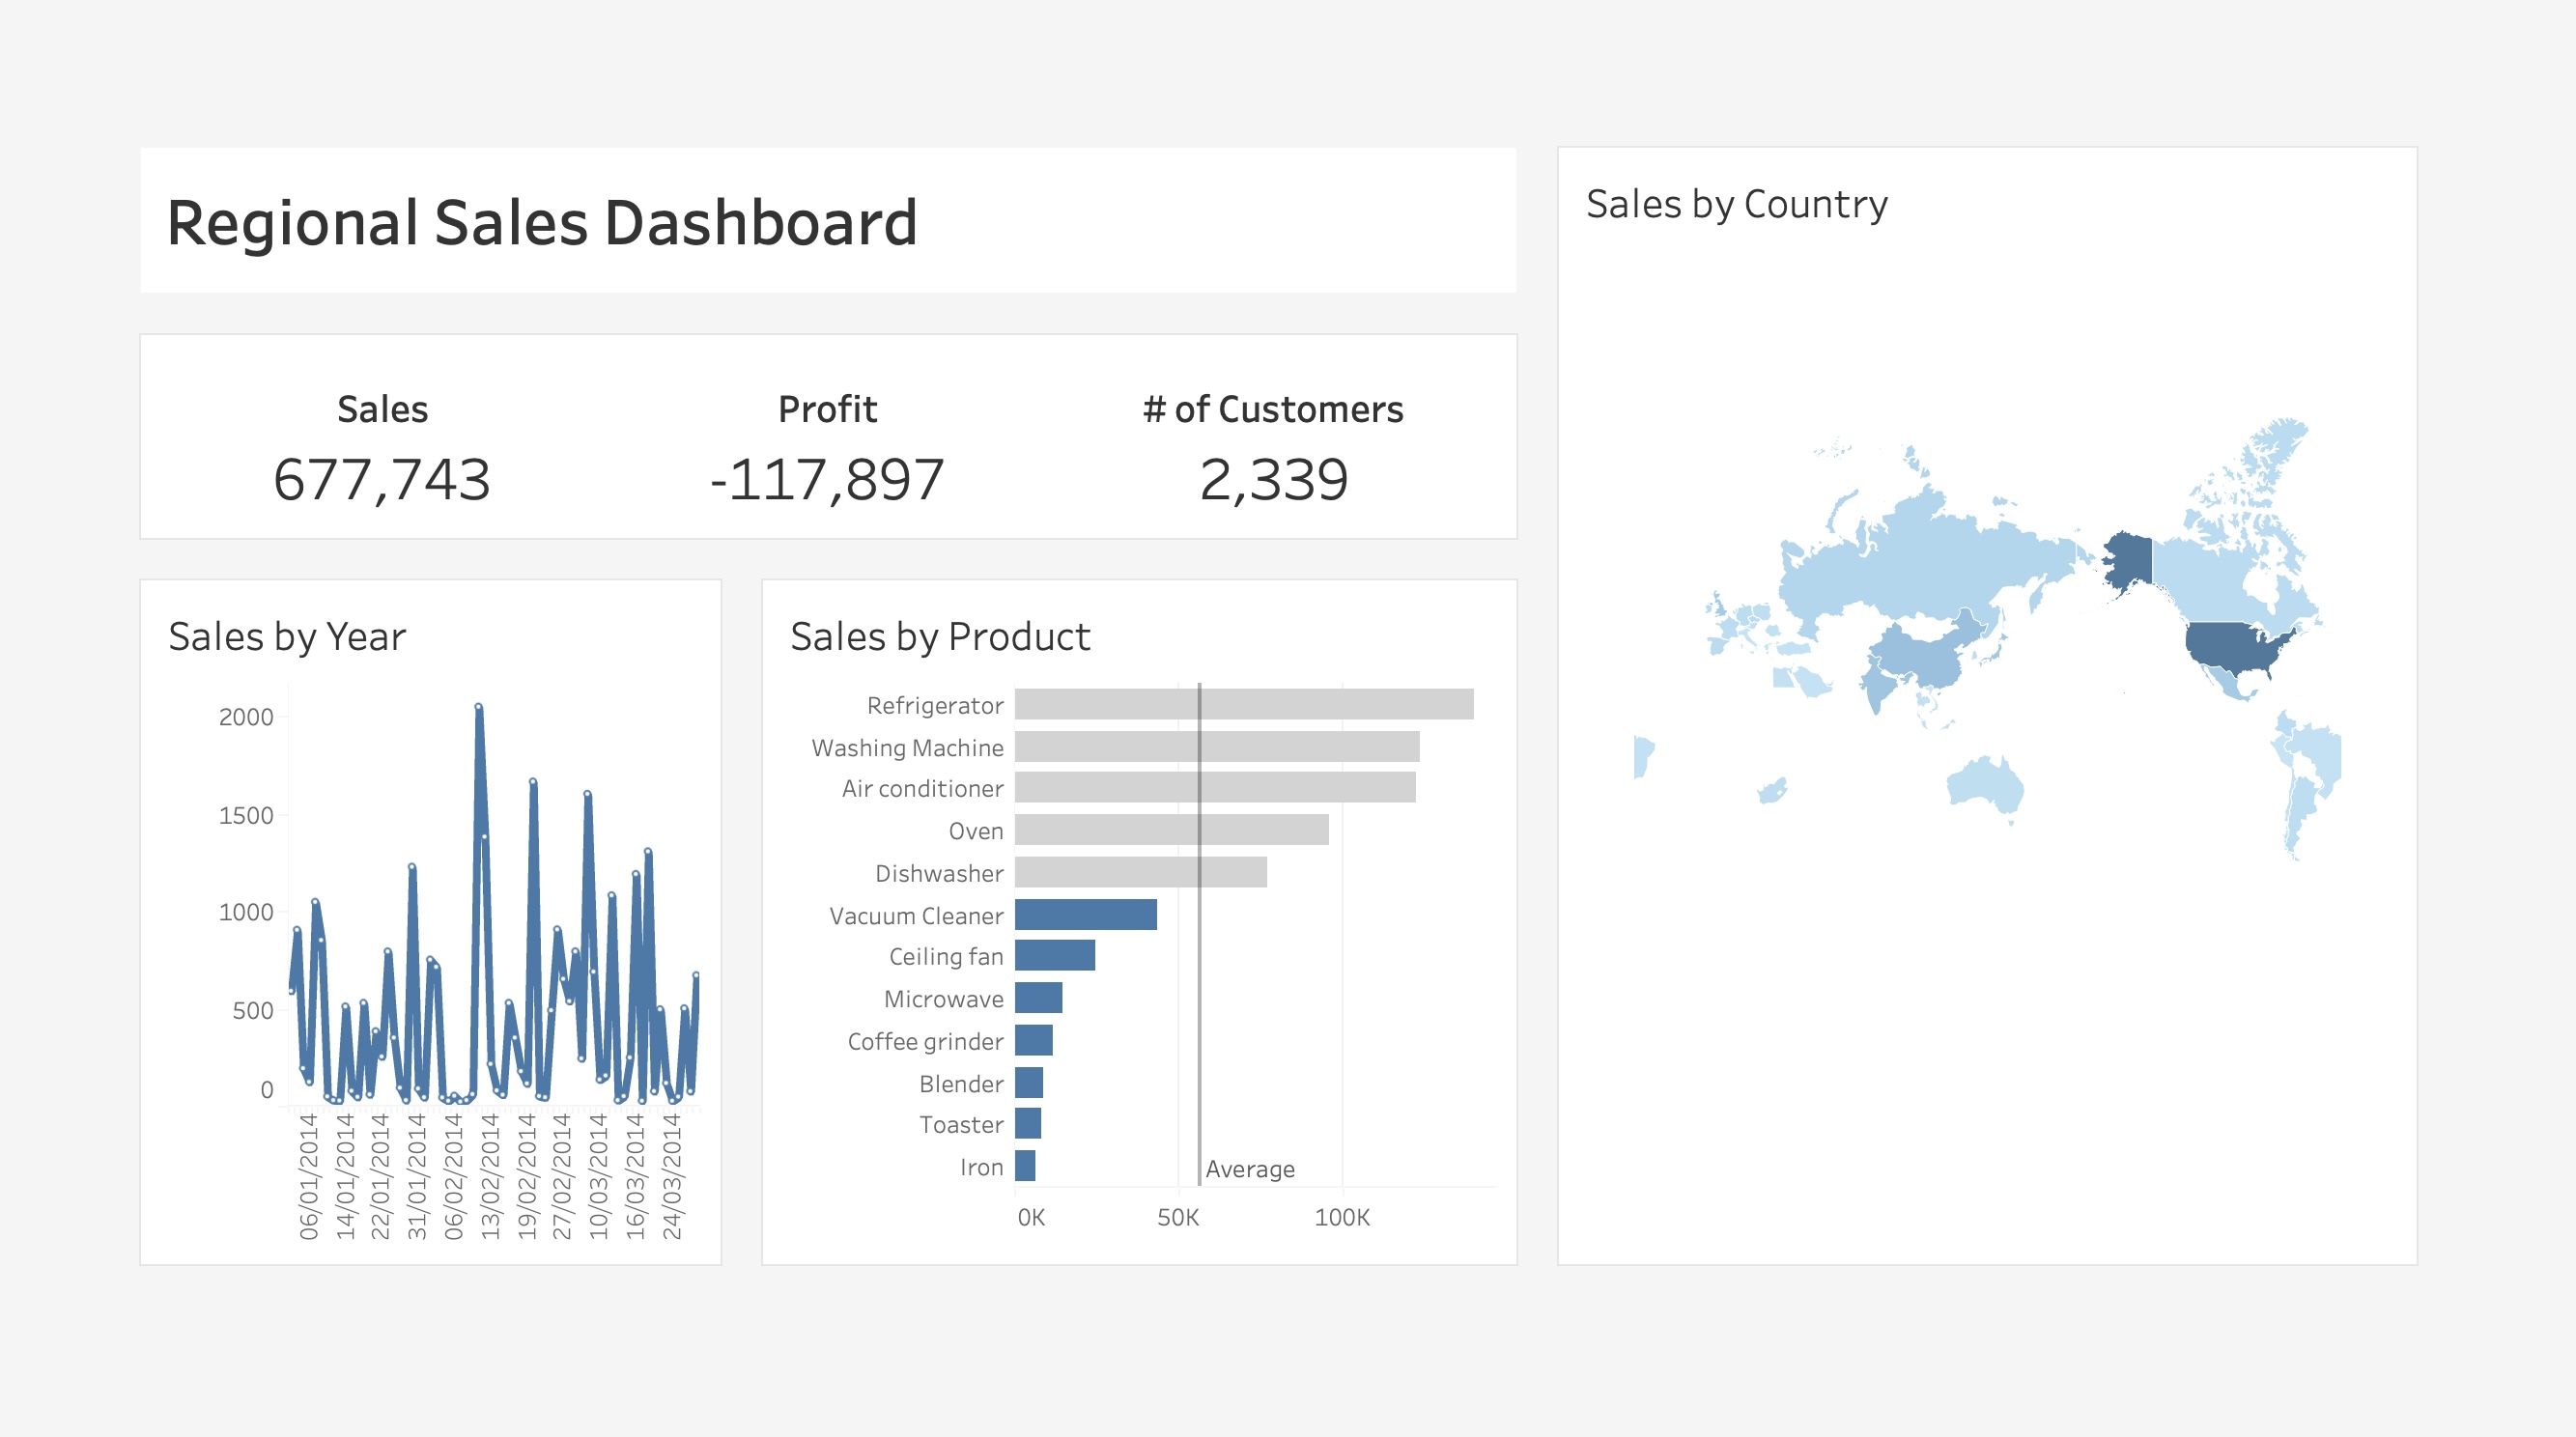 Regional Sales Dashboard
Sales by Country
Sales
Profit
# of Customers
677,743
-117,897
2,339
Sales by Year
2000
1500
1000
500
0
06/01/2014
14/01/2014
22/01/2014
31/01/2014
06/02/2014
13/02/2014
19/02/2014
27/02/2014
10/03/2014
16/03/2014
24/03/2014
Sales by Product
Refrigerator
Washing Machine
Air conditioner
Oven
Dishwasher
Vacuum Cleaner
Ceiling fan
Microwave
Coffee grinder
Blender
Toaster
Iron
Average
0K
50K
100K